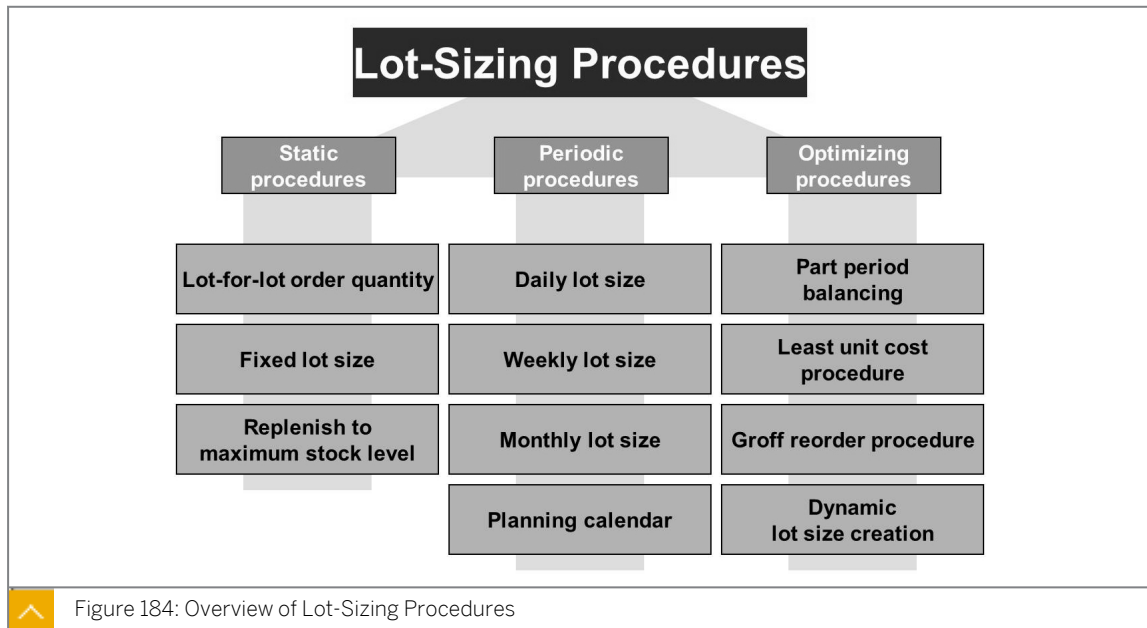 Lot-Sizing Procedures
Static
procedures
Lot-for-lot order quantity
Fixed lot size
Replenish to
maximum stock level
Periodic
procedures
Daily lot size
Weekly lot size
Monthly lot size
Planning calendar
Optimizing
procedures
Part period
balancing
Least unit cost
procedure
Groff reorder procedure
Dynamic
lot size creation
Figure 184: Overview of Lot-Sizing Procedures